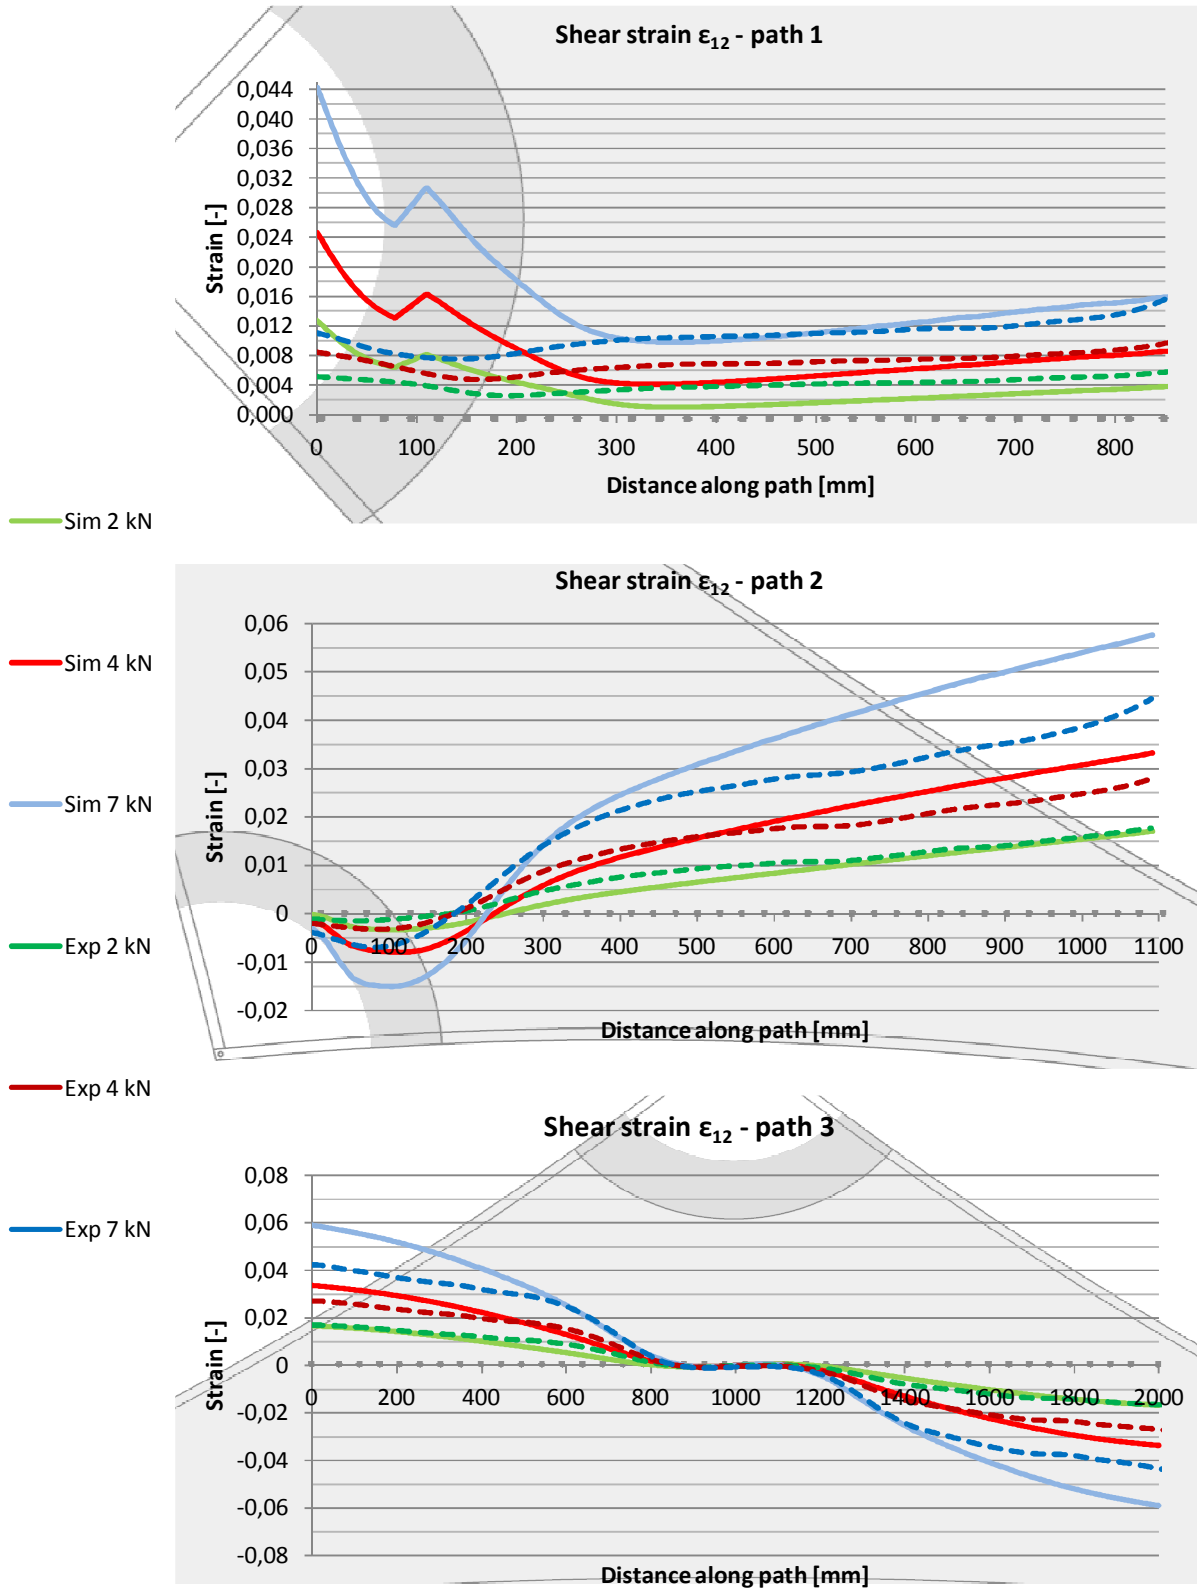 Shear strain ε12 - path 1
0,044
0,040
0,036
0,032
0,028
0,024
0,020
0,016
0,012
0,008
0,004
0,000
Strain [-]
0 100 200 300 400 500 600 700 800
Distance along path [mm]
Sim 2 kN
Sim 4 kN
Sim 7 kN
Exp 2 kN
Exp 4 kN
Exp 7 kN
Shear strain ε12 - path 2
0,06
0,05
0,04
0,03
0,02
0,01
0
-0,01
-0,02
Strain [-]
0 100 200 300 400 500 600 700 800 900 1000 1100
Distance along path [mm]
Shear strain ε12 - path 3
0,08
0,06
0,04
0,02
0
-0,02
-0,04
-0,06
-0,08
Strain [-]
0 200 400 600 800 1000 1200 1400 1600 1800 2000
Distance along path [mm]